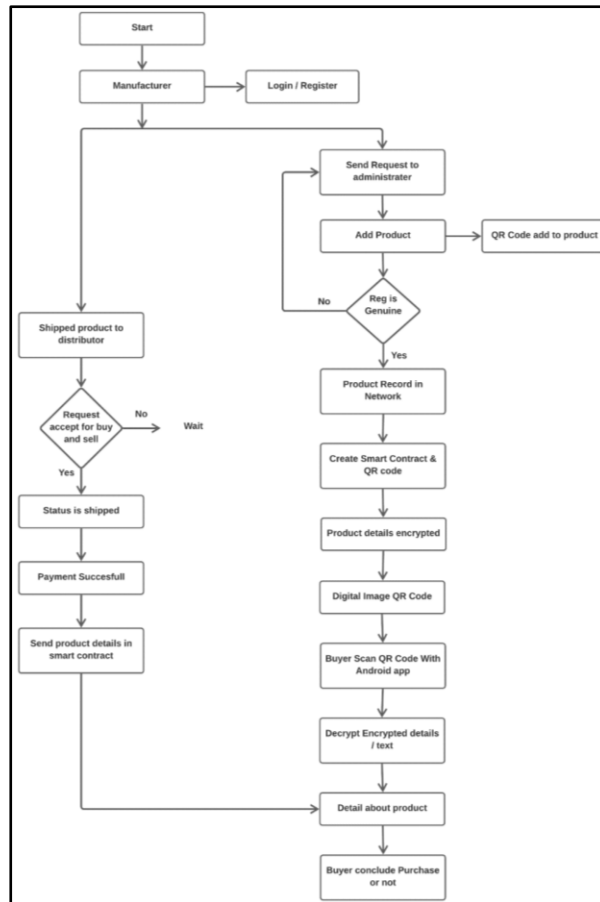 Start
Manufacturer
Login / Register
Send Request to
administrater
Add Product
QR Code add to product
No
Reg is
Genuine
Yes
Shipped product to
distributor
Product Record in
Network
Request
accept for buy
and sell
No
Wait
Yes
Create Smart Contract &
QR code
Status is shipped
Product details encrypted
Payment Succesfull
Digital Image QR Code
Send product details in
smart contract
Buyer Scan QR Code With
Android app
Decrypt Encrypted details
/ text
Detail about product
Buyer conclude Purchase
or not